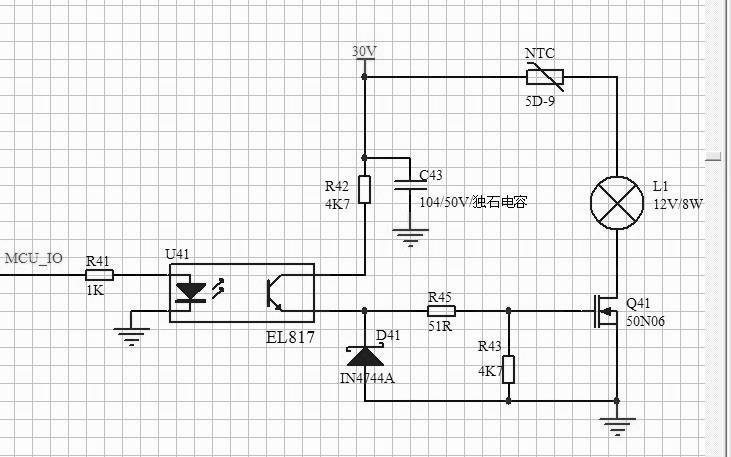 30V
NTC
5D-9
R42
4K7
C43
104/50V/独石电容
L1
12V/8W
MCU_IO
R41
1K
U41
EL817
R45
51R
Q41
50N06
D41
IN4744A
R43
4K7